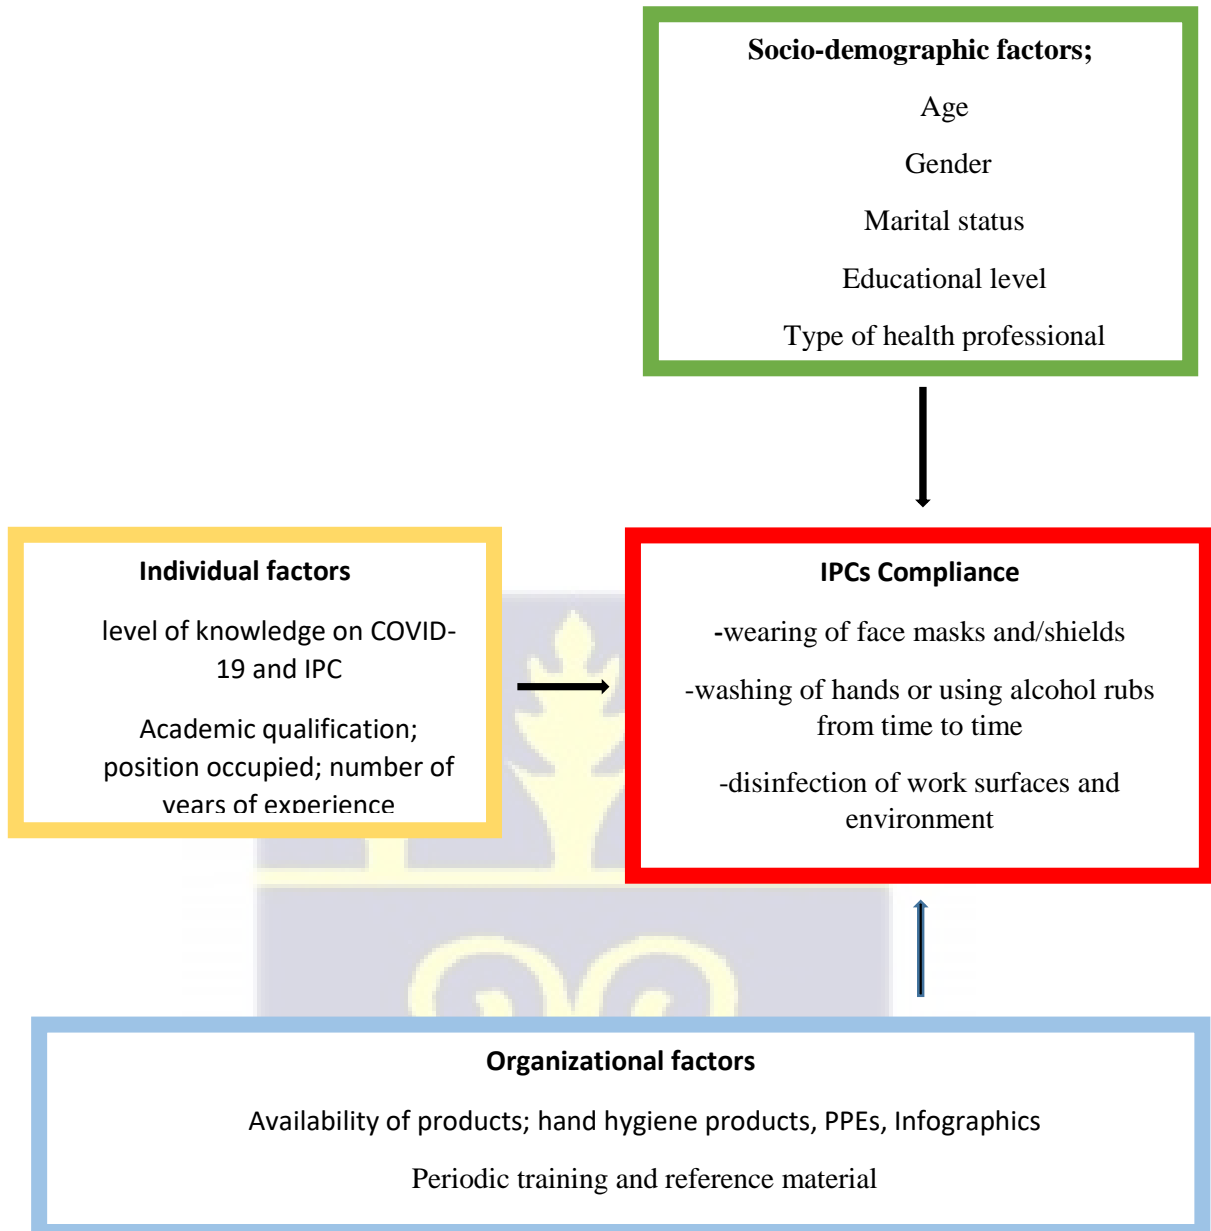 Socio-demographic factors;
Age
Gender
Marital status
Educational level
Type of health professional
Individual factors
level of knowledge on COVID-
19 and IPC
Academic qualification;
position occupied; number of
years of experience
IPCs Compliance
-wearing of face masks and/shields
-washing of hands or using alcohol rubs
from time to time
-disinfection of work surfaces and
environment
Organizational factors
Availability of products; hand hygiene products, PPEs, Infographics
Periodic training and reference material